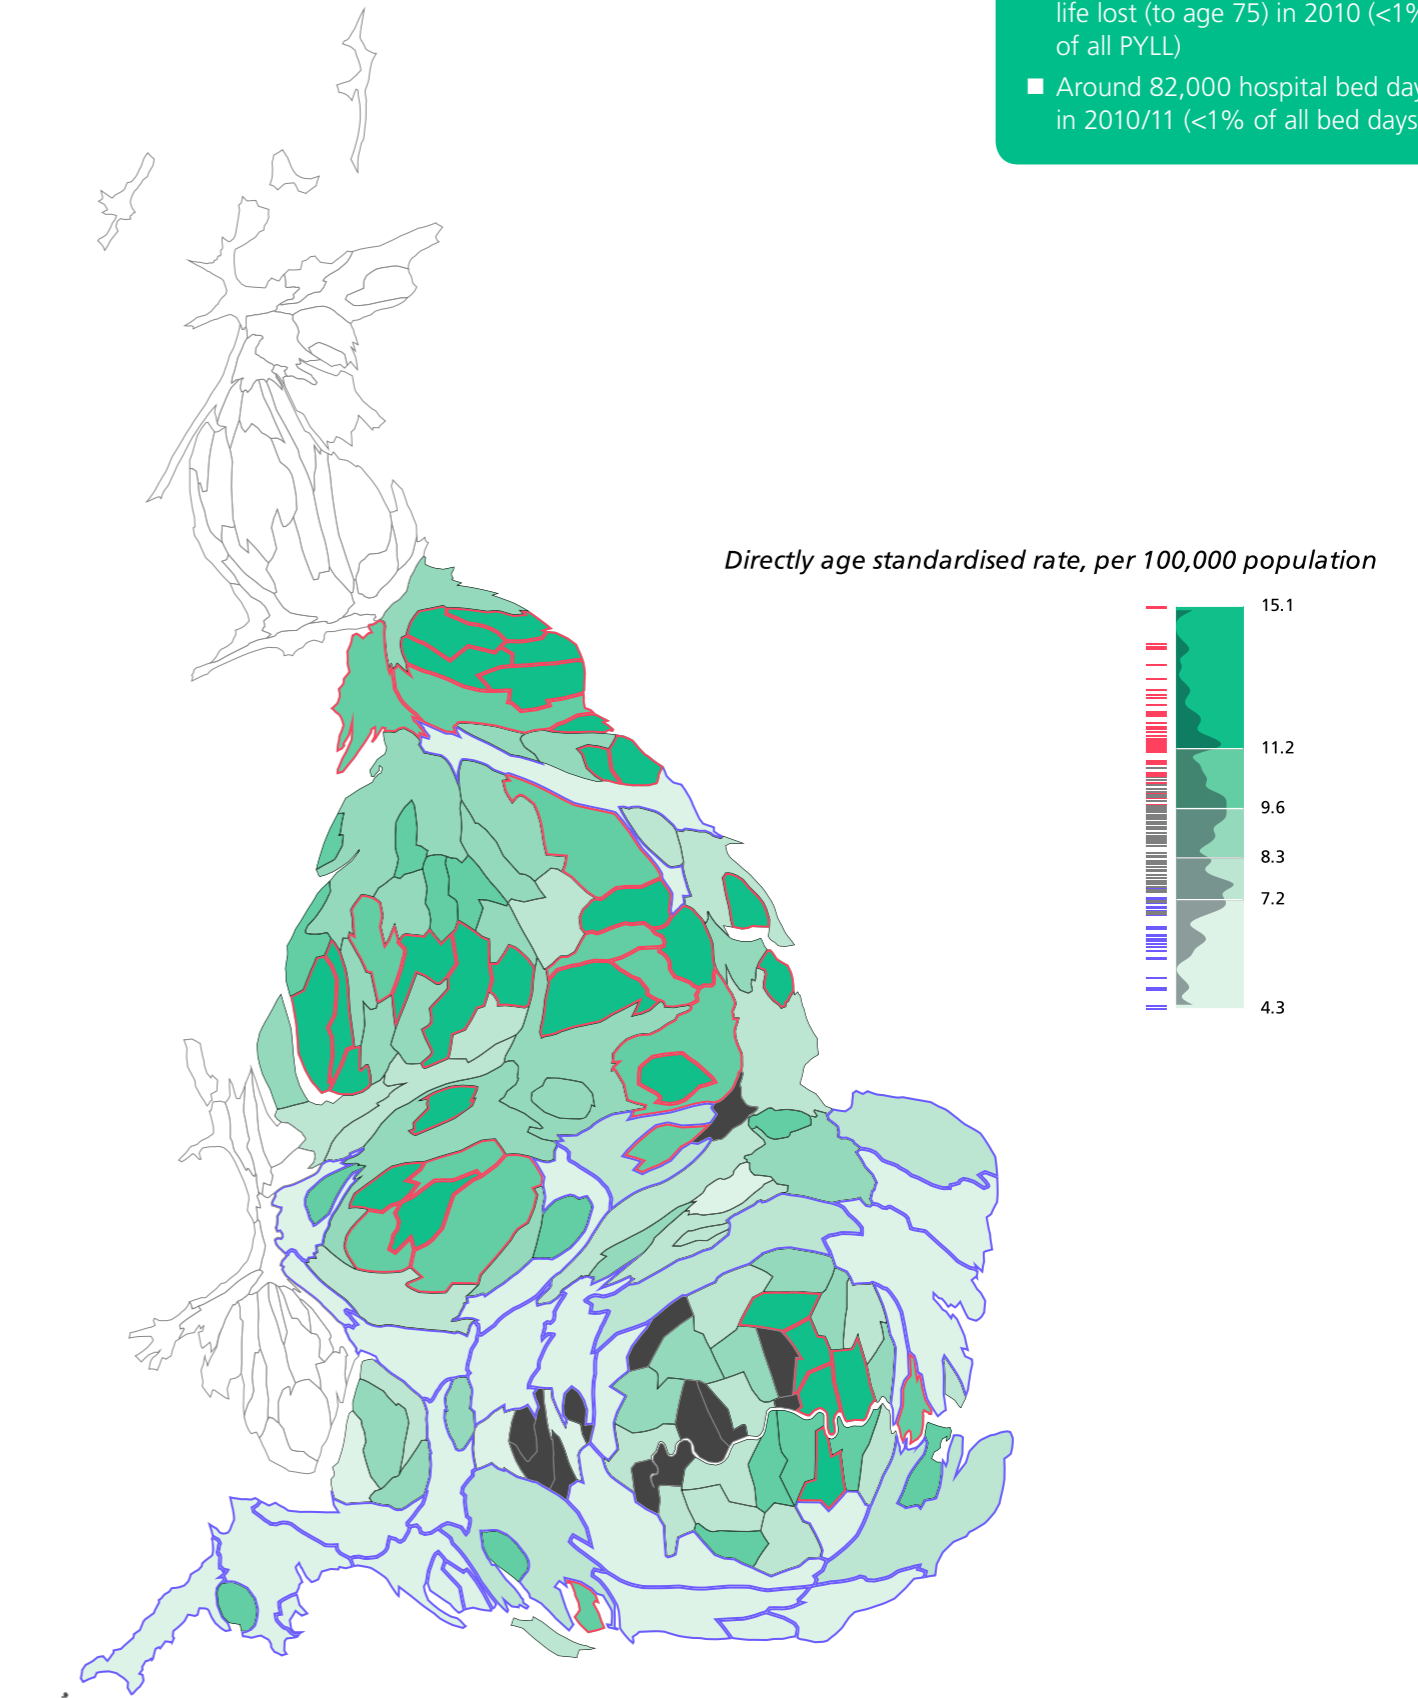 life lost (to age 75) in 2010 (<1%
of all PYLL)
Around 82,000 hospital bed day
in 2010/11 (<1% of all bed days
Directly age standardised rate, per 100,000 population
15.1
11.2
9.6
8.3
7.2
4.3